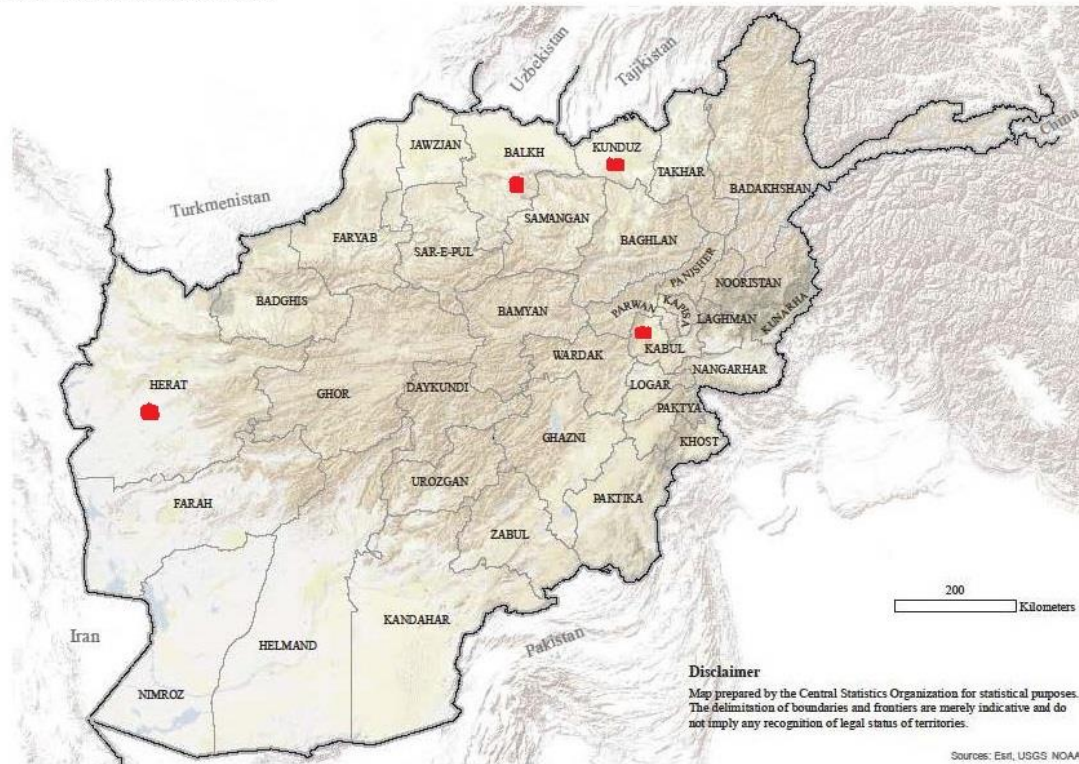 Uzbekistan
Tajikistan
China
Turkmenistan
JAWZJAN
BALKH
KUNDUZ
TAKHAR
BADAKHSHAN
FARYAB
SAR-E-PUL
SAMANGAN
BAGHLAN
PANJSHER
NOORISTAN
BADGHIS
BAMYAN
PARWAN
KAPISA
LAGHMAN
KUNARHA
HERAT
GHOR
DAYKUNDI
WARDAK
KABUL
NANGARHAR
LOGAR
PAKTYA
GHAZNI
KHOST
UROZGAN
PAKTIKA
FARAH
ZABUL
KANDAHAR
HELMAND
NIMROZ
Iran
Pakistan
200
Kilometers
Disclaimer
Map prepared by the Central Statistics Organization for statistical purposes.
The delimitation of boundaries and frontiers are merely indicative and do
not imply any recognition of legal status of territories.
Sources: Esri, USGS NOAA